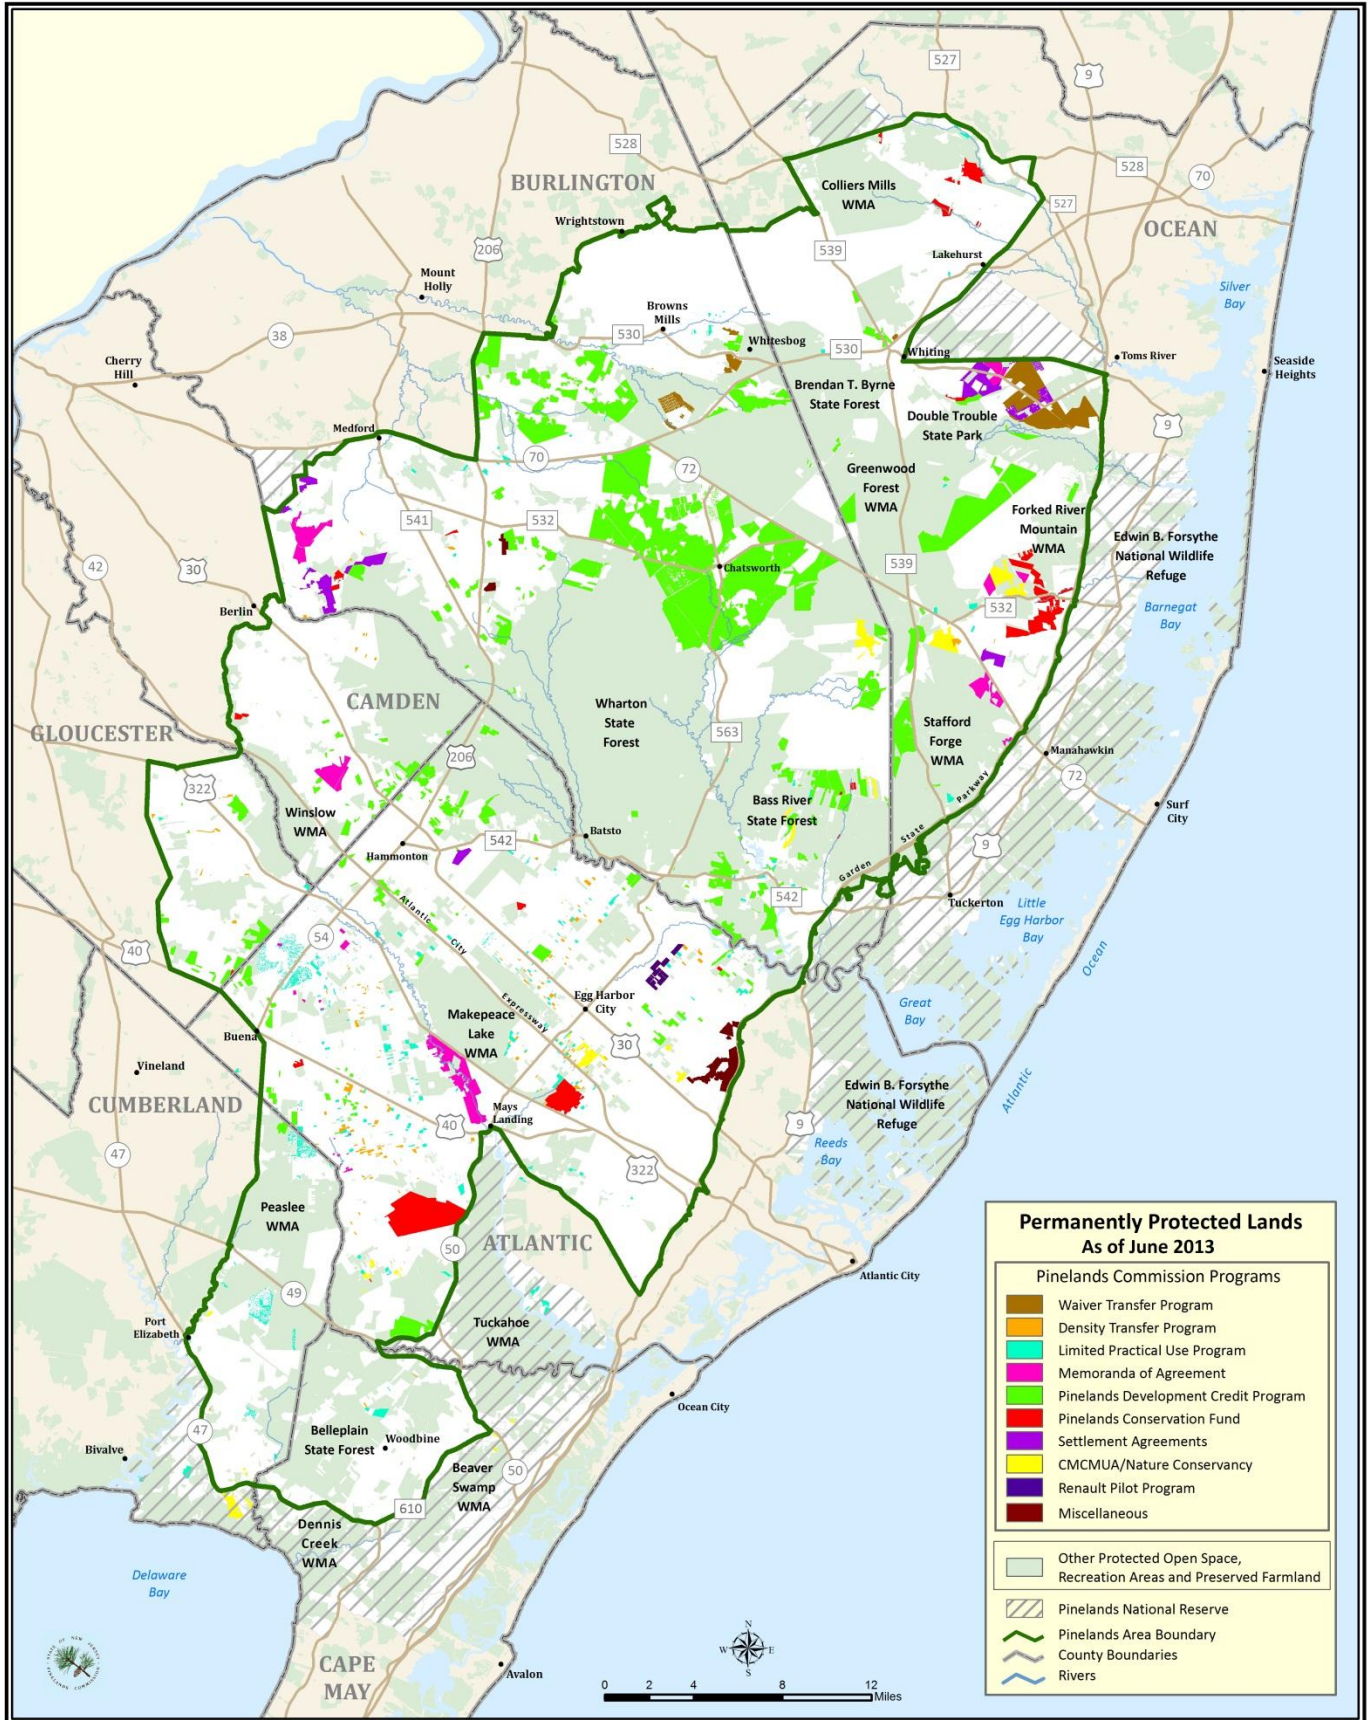 527
9
528
BURLINGTON
Colliers Mills
WMA
528
70
527
OCEAN
Wrightstown
206
539
Lakehurst
Mount
Holly
Silver
Bay
Browns
Mills
38
530
Whitesbog
530
Whiting
Toms River
Cherry
Hill
Seaside
Heights
Brendan T. Byrne
State Forest
Double Trouble
State Park
9
Medford
70
72
Greenwood
Forest
WMA
541
532
Forked River
Mountain
WMA
Edwin B. Forsythe
National Wildlife
Refuge
42
30
Chatsworth
539
Berlin
532
Barnegat
Bay
CAMDEN
Wharton
State
Forest
GLOUCESTER
563
Stafford
Forge
WMA
206
Manahawkin
72
322
Winslow
WMA
Bass River
State Forest
Parkway
State
Garden
Surf
City
Batsto
542
Hammonton
9
542
Tuckerton
Little
Egg Harbor
Bay
Atlantic
City
Expressway
54
40
Ocean
Egg Harbor
City
Great
Bay
Makepeace
Lake
WMA
Buena
30
Vineland
CUMBERLAND
Edwin B. Forsythe
National Wildlife
Refuge
Atlantic
Mays
Landing
40
9
47
Reeds
Bay
322
Peaslee
WMA
50
ATLANTIC
Atlantic City
49
Port
Elizabeth
Tuckahoe
WMA
Ocean City
47
Belleplain
State Forest
Woodbine
Bivalve
Beaver
Swamp
WMA
50
610
Dennis
Creek
WMA
Delaware
Bay
CAPE
MAY
Avalon
N
W
E
S
0
2
4
8
12
Miles
Permanently Protected Lands
As of June 2013
Pinelands Commission Programs
Waiver Transfer Program
Density Transfer Program
Limited Practical Use Program
Memoranda of Agreement
Pinelands Development Credit Program
Pinelands Conservation Fund
Settlement Agreements
CMCMUA/Nature Conservancy
Renault Pilot Program
Miscellaneous
Other Protected Open Space,
Recreation Areas and Preserved Farmland
Pinelands National Reserve
Pinelands Area Boundary
County Boundaries
Rivers
STATE OF NEW JERSEY
PINELANDS COMMISSION